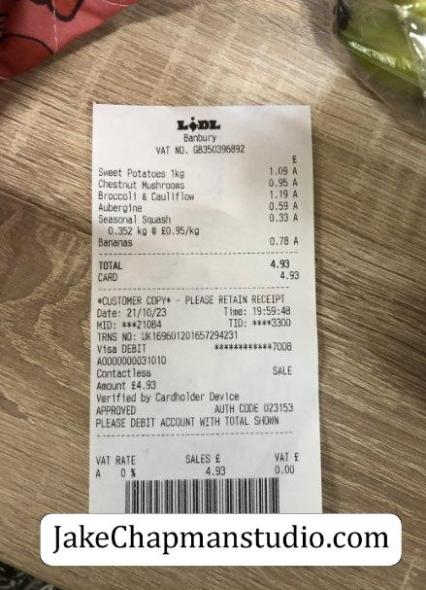 LIDL
Banbury
VAT NO. GB350396892
£
Sweet Potatoes 1kg 1.09 A
Chestnut Mushrooms 0.95 A
Broccoli & Cauliflow 1.19 A
Aubergine 0.59 A
Seasonal Squash 0.33 A
0.352 kg @ £0.95/kg
Bananas 0.78 A
TOTAL 4.93
CARD 4.93
*CUSTOMER COPY* - PLEASE RETAIN RECEIPT
Date: 21/10/23 Time: 19:59:48
MID: ***21084 TID: ****3300
TRNS NO: UK169601201657294231
Visa DEBIT ************7008
A0000000031010
Contactless SALE
Amount £4.93
Verified by Cardholder Device
APPROVED AUTH CODE 023153
PLEASE DEBIT ACCOUNT WITH TOTAL SHOWN
VAT RATE SALES £ VAT £
A 0 % 4.93 0.00
JakeChapmanstudio.com